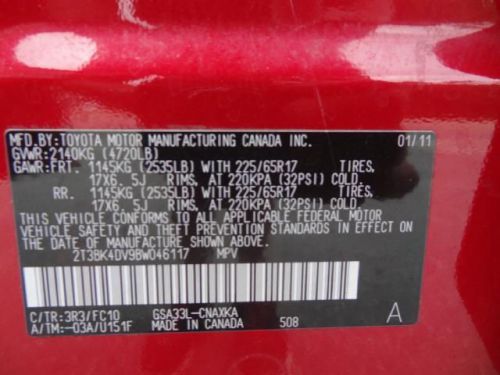 MFD.BY:TOYOTA MOTOR MANUFACTURING CANADA INC. 01/11
GVWR:2140KG (4720LB)
GAWR:FRT. 1145KG (2535LB) WITH 225/65R17 TIRES,
17X6.5J RIMS, AT 220KPA (32PSI) COLD
RR. 1145KG (2535LB) WITH 225/65R17 TIRES,
17X6.5J RIMS, AT 220KPA (32PSI) COLD
THIS VEHICLE CONFORMS TO ALL APPLICABLE FEDERAL MOTOR
VEHICLE SAFETY AND THEFT PREVENTION STANDARDS IN EFFECT
ON THE DATE OF MANUFACTURE SHOWN ABOVE.
2T3BK4DV9BW046117 MPV
C/TR:3R3/FC10 GSA33L-CNAXKA A
A/TM:-03A/U151F MADE IN CANADA 508